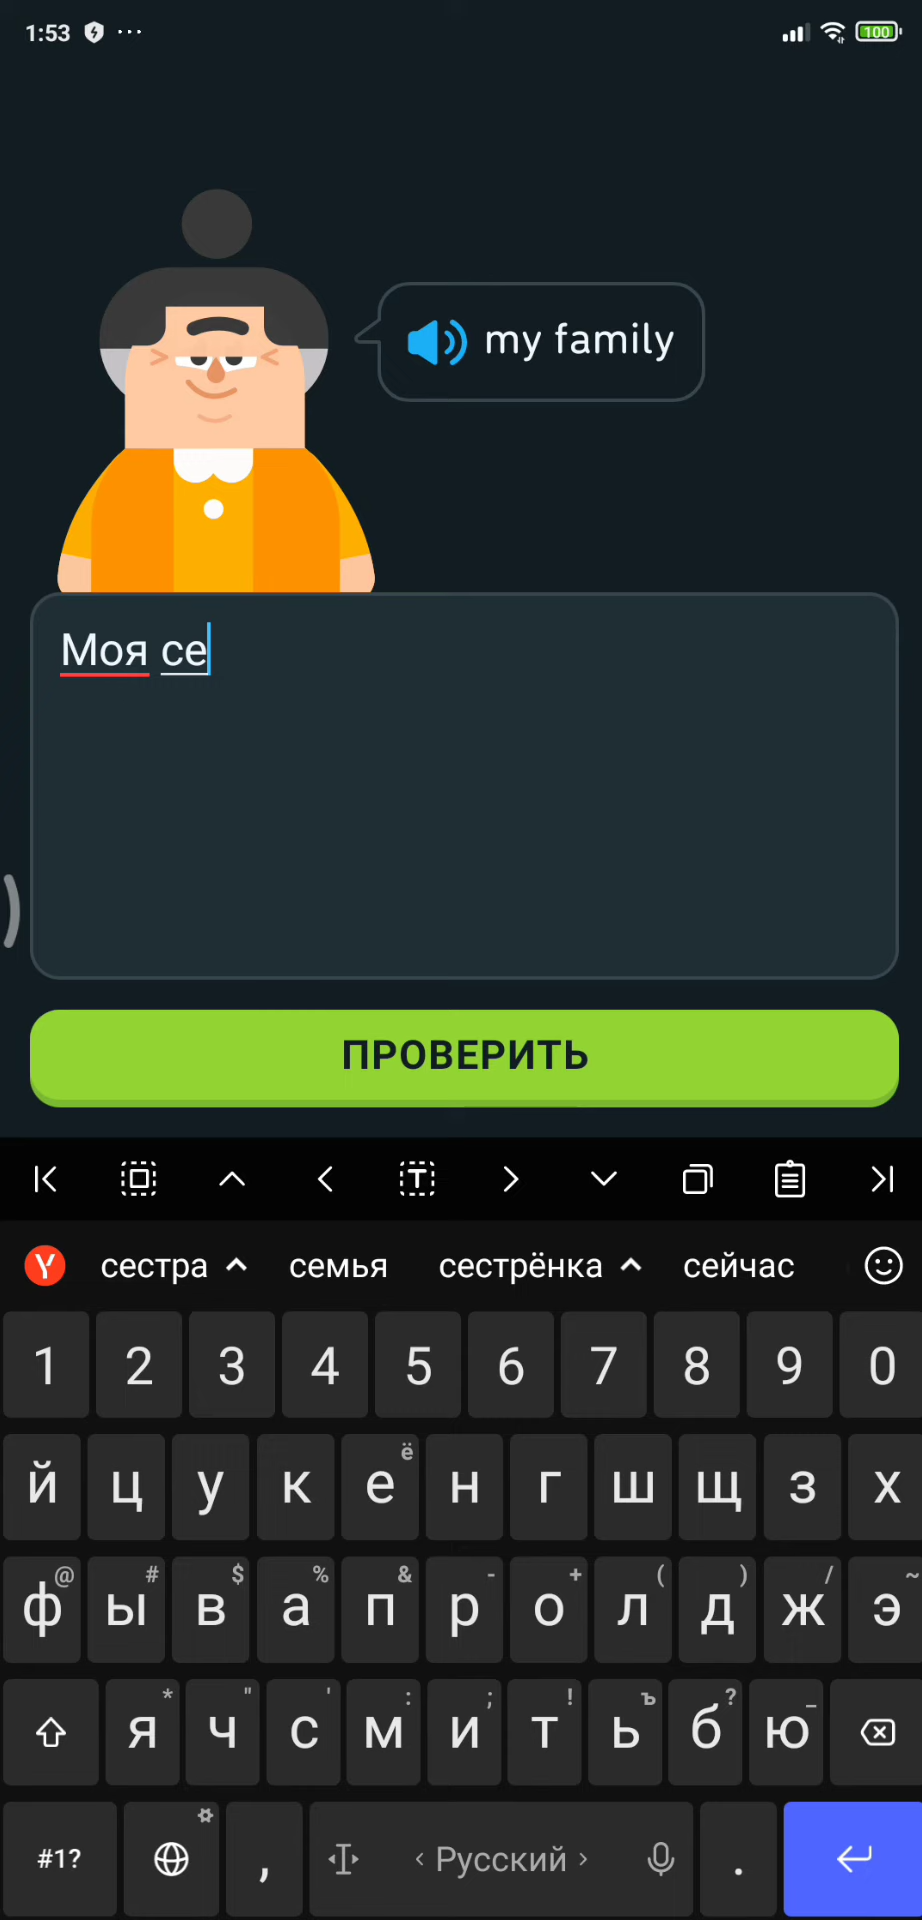 1:53 ... 100
my family
Моя се
ПРОВЕРИТЬ
сестра семья сестрёнка сейчас
1 2 3 4 5 6 7 8 9 0
й ц у к е ё н г ш щ з х
ф @ ы # в $ а % п & р - о + л ( д ) ж / э ~
я * ч " с ' м : и ; т ! ь ъ б ? ю _
#1? , < Русский > .